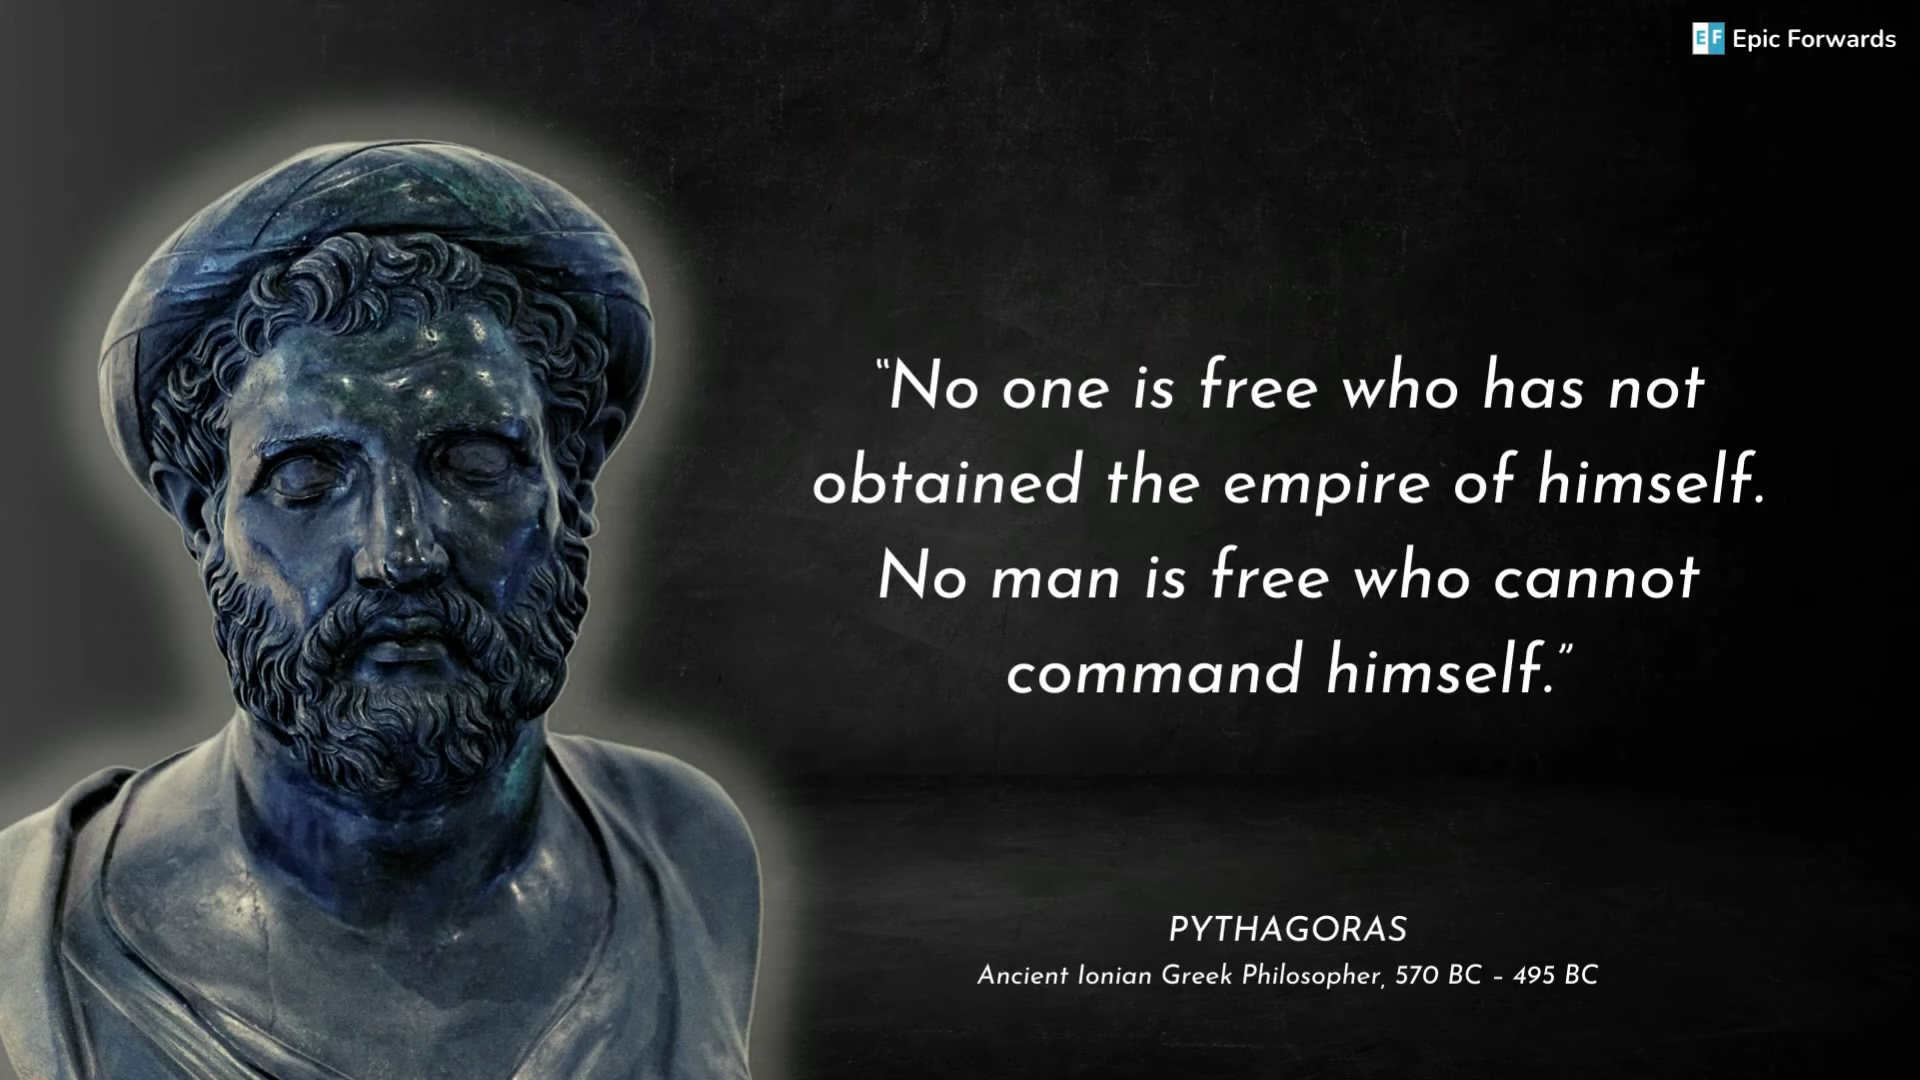 EF Epic Forwards
“No one is free who has not
obtained the empire of himself.
No man is free who cannot
command himself.”
PYTHAGORAS
Ancient Ionian Greek Philosopher, 570 BC – 495 BC